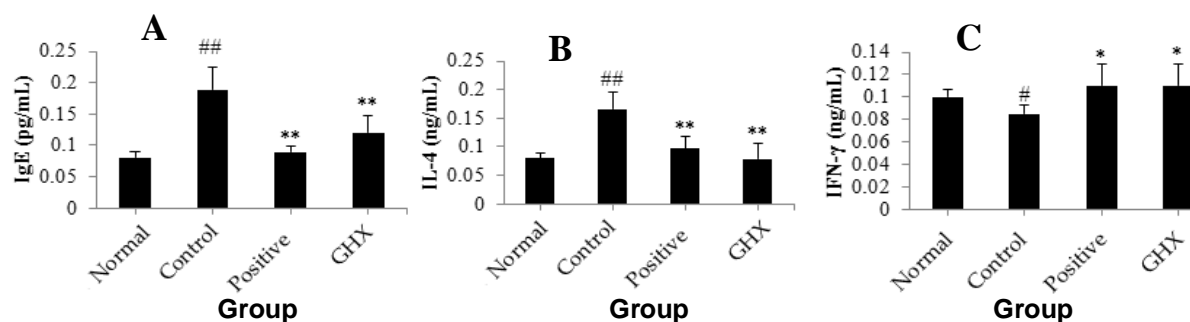 A
IgE (pg/mL)
0.25
0.2
0.15
0.1
0.05
0
##
**
**
Normal
Control
Positive
GHX
Group
B
IL-4 (ng/mL)
0.25
0.2
0.15
0.1
0.05
0
##
**
**
Normal
Control
Positive
GHX
Group
C
IFN-γ (ng/mL)
0.14
0.12
0.1
0.08
0.06
0.04
0.02
0
#
*
*
Normal
Control
Positive
GHX
Group